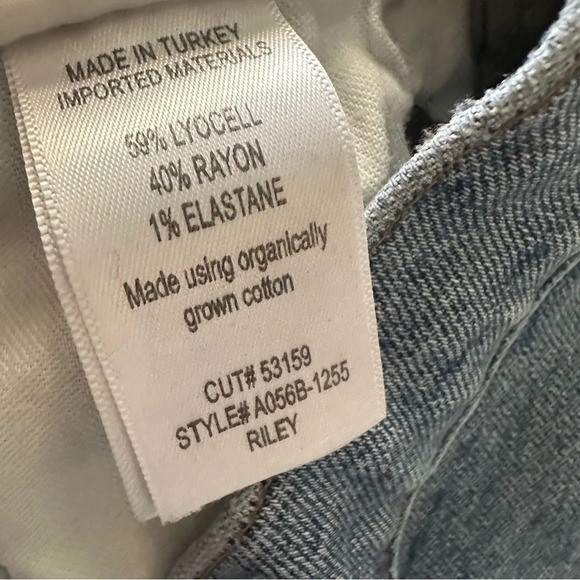 MADE IN TURKEY
IMPORTED MATERIALS
59% LYOCELL
40% RAYON
1% ELASTANE
Made using organically
grown cotton
CUT# 53159
STYLE# A056B-1255
RILEY